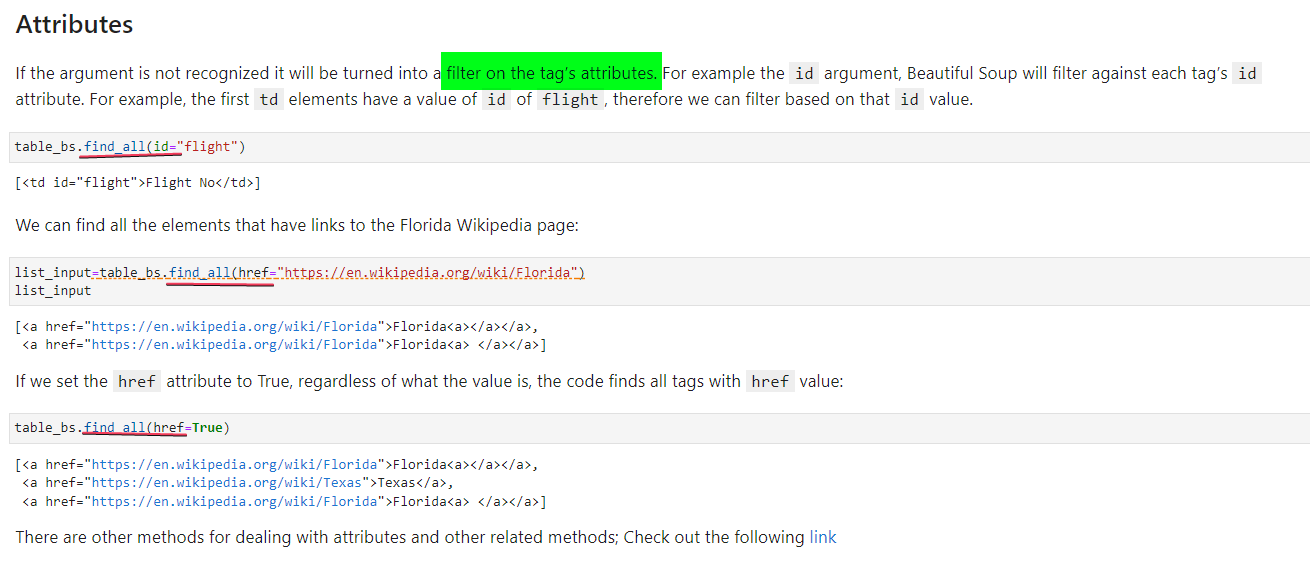 Attributes
If the argument is not recognized it will be turned into a filter on the tag’s attributes. For example the id argument, Beautiful Soup will filter against each tag’s id
attribute. For example, the first td elements have a value of id of flight, therefore we can filter based on that id value.
table_bs.find_all(id="flight")
[<td id="flight">Flight No</td>]
We can find all the elements that have links to the Florida Wikipedia page:
list_input=table_bs.find_all(href="https://en.wikipedia.org/wiki/Florida")
list_input
[<a href="https://en.wikipedia.org/wiki/Florida">Florida<a></a></a>,
 <a href="https://en.wikipedia.org/wiki/Florida">Florida<a> </a></a>]
If we set the href attribute to True, regardless of what the value is, the code finds all tags with href value:
table_bs.find_all(href=True)
[<a href="https://en.wikipedia.org/wiki/Florida">Florida<a></a></a>,
 <a href="https://en.wikipedia.org/wiki/Texas">Texas</a>,
 <a href="https://en.wikipedia.org/wiki/Florida">Florida<a> </a></a>]
There are other methods for dealing with attributes and other related methods; Check out the following link